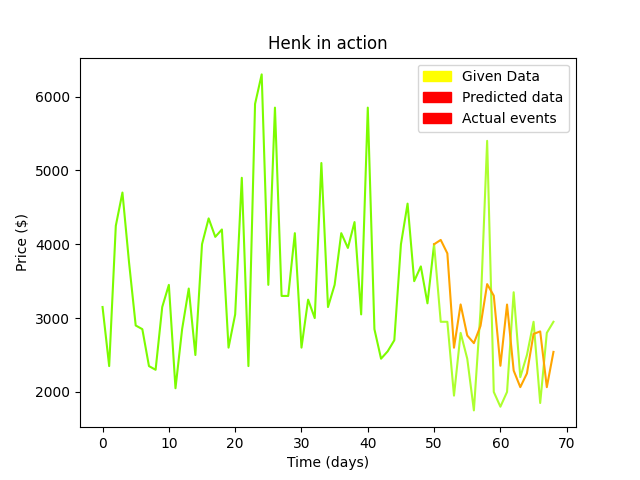 Henk in action
Given Data
Predicted data
Actual events
Price ($)
6000
5000
4000
3000
2000
0 10 20 30 40 50 60 70
Time (days)